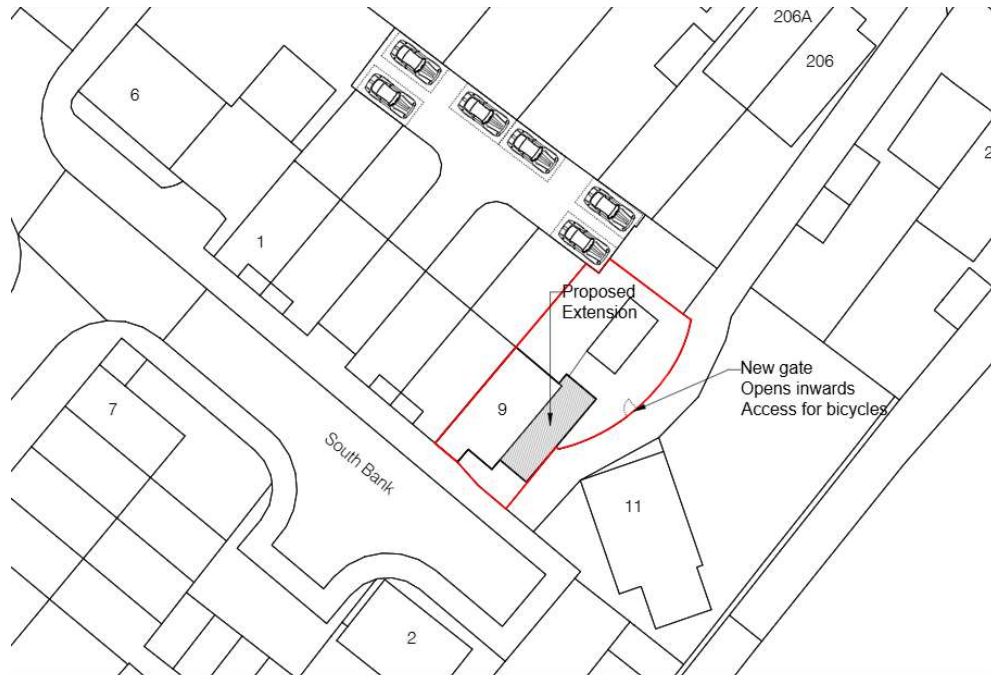 206A
206
6
2
1
Proposed
Extension
New gate
Opens inwards
Access for bicycles
9
7
South Bank
11
2